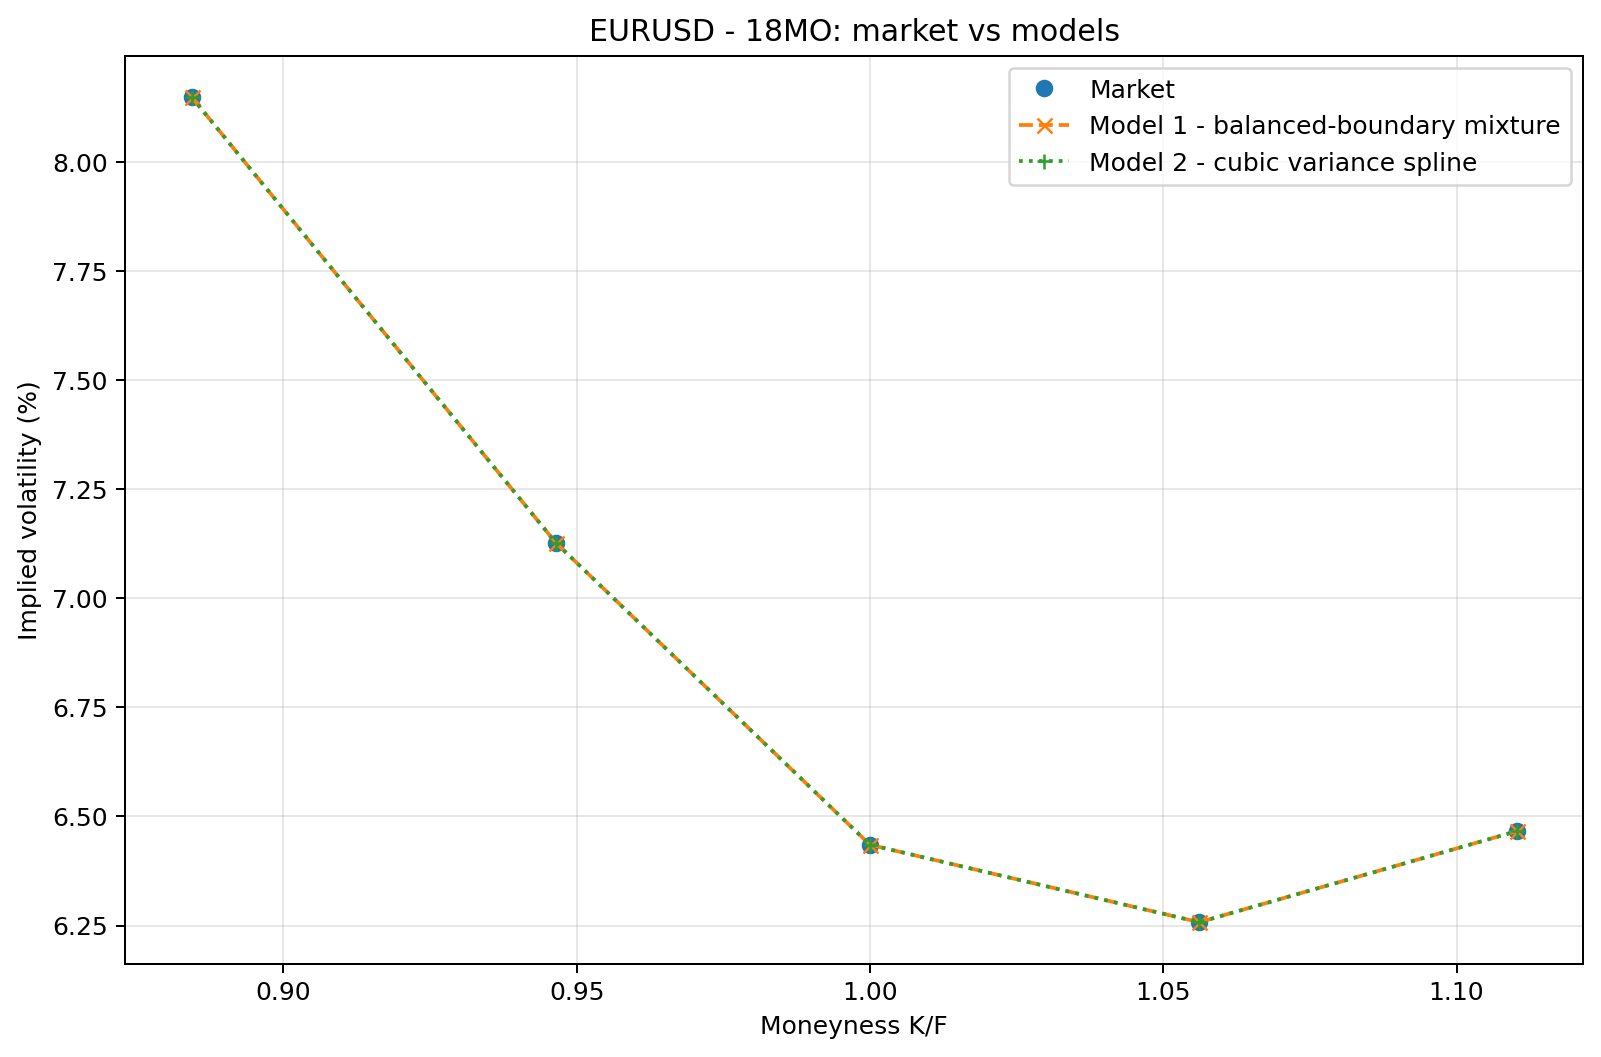 EURUSD - 18MO: market vs models
Market
Model 1 - balanced-boundary mixture
Model 2 - cubic variance spline
Implied volatility (%)
8.00
7.75
7.50
7.25
7.00
6.75
6.50
6.25
0.90 0.95 1.00 1.05 1.10
Moneyness K/F